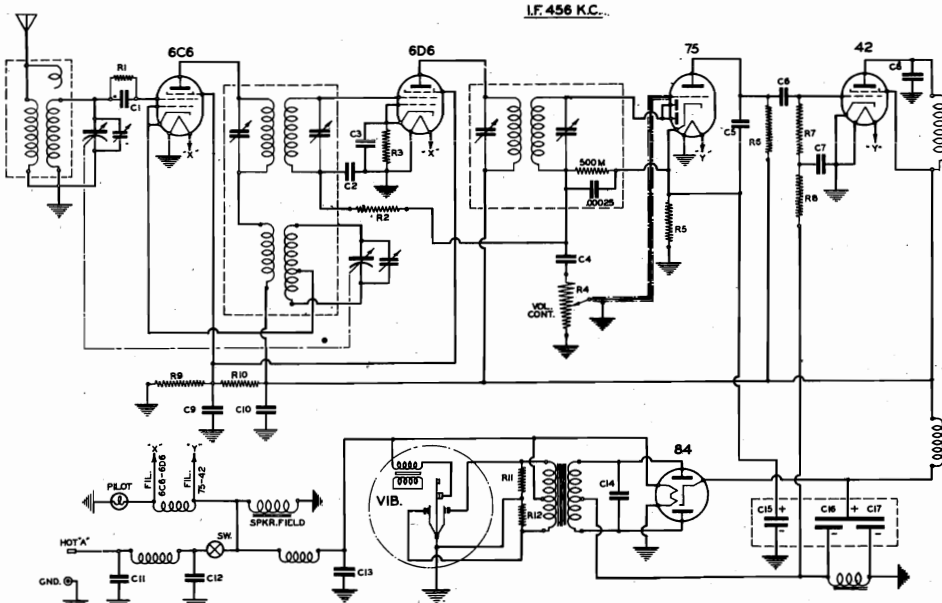 I.F. 456 K.C.
6C6
6D6
75
42
R1
C1
C3
R3
C2
R2
"X"
"X"
500 M
.00025
"Y"
C5
C6
R6
R7
C7
R8
"Y"
C8
R5
C4
R4
VOL. CONT.
R9
R10
C9
C10
"X"
"Y"
FIL. 6C6-6D6
FIL. 75-42
PILOT
SPKR. FIELD
HOT "A"
SW.
GND.
C11
C12
C13
VIB.
R11
R12
C14
84
C15 +
C16 + C17